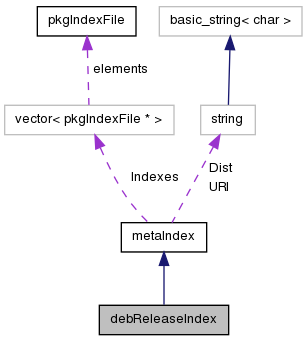 pkgIndexFile
basic_string< char >
elements
vector< pkgIndexFile * >
string
Indexes
Dist
URI
metaIndex
debReleaseIndex